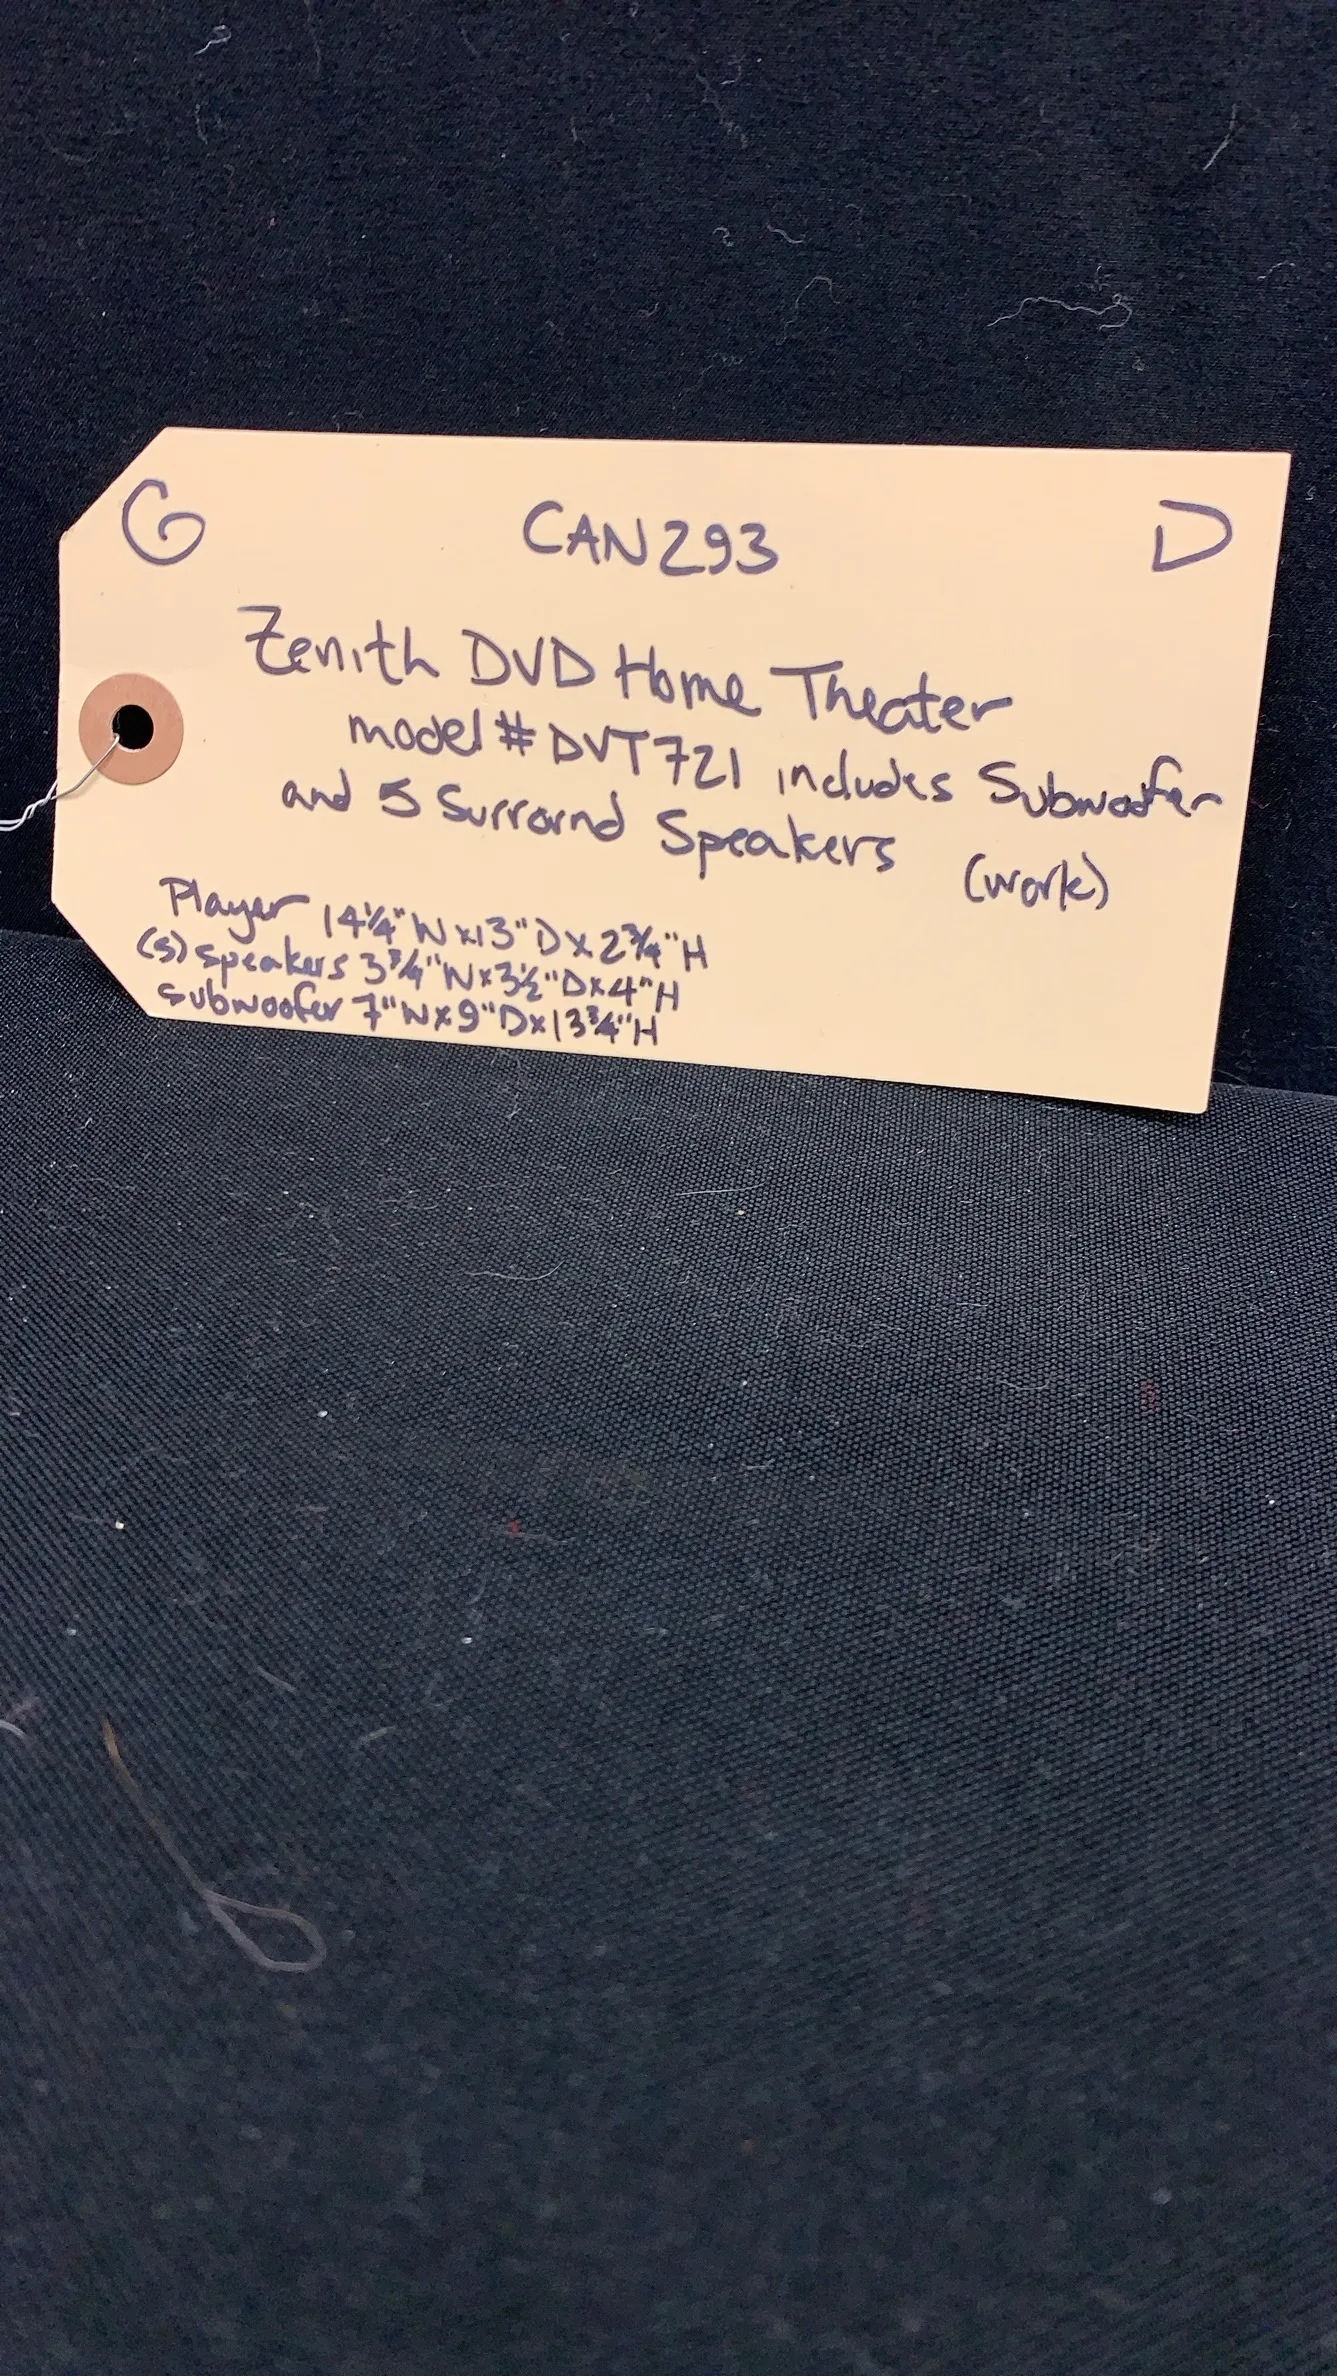 G CAN293 D
Zenith DVD Home Theater
model # DVT721 includes Subwoofer
and 5 Surround Speakers (work)
Player 14¼"W x 13"D x 2¾"H
(5) speakers 3¾"W x 3½"D x 4"H
subwoofer 7"W x 9"D x 13¾"H